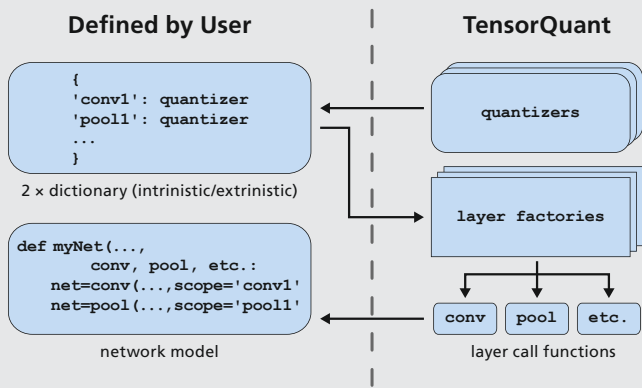 Defined by User
{
'conv1': quantizer
'pool1': quantizer
...
}
2 × dictionary (intrinistic/extrinistic)
def myNet(...,
conv, pool, etc.:
net=conv(...,scope='conv1'
net=pool(...,scope='pool1'
network model
TensorQuant
quantizers
layer factories
conv
pool
etc.
layer call functions